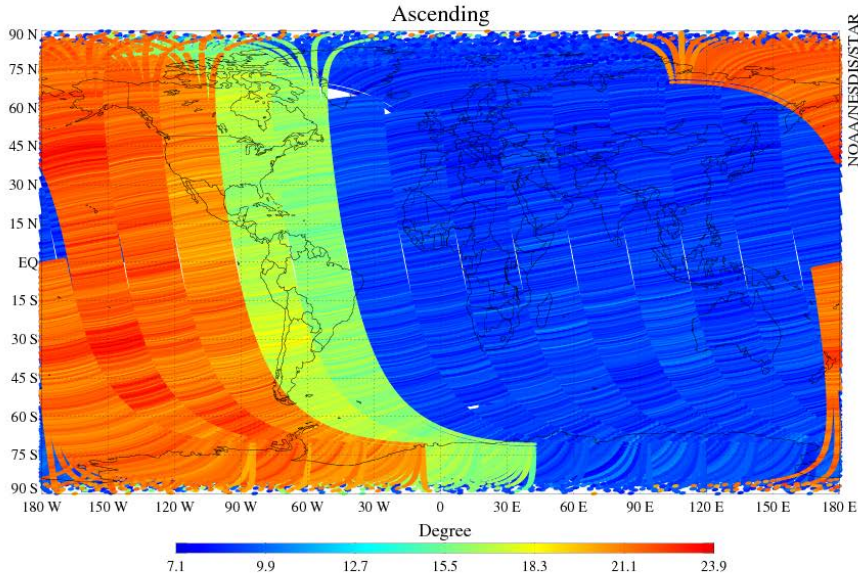 Ascending
NOAA/NESDIS/STAR
90 N
75 N
60 N
45 N
30 N
15 N
EQ
15 S
30 S
45 S
60 S
75 S
90 S
180 W 150 W 120 W 90 W 60 W 30 W 0 30 E 60 E 90 E 120 E 150 E 180 E
Degree
7.1 9.9 12.7 15.5 18.3 21.1 23.9